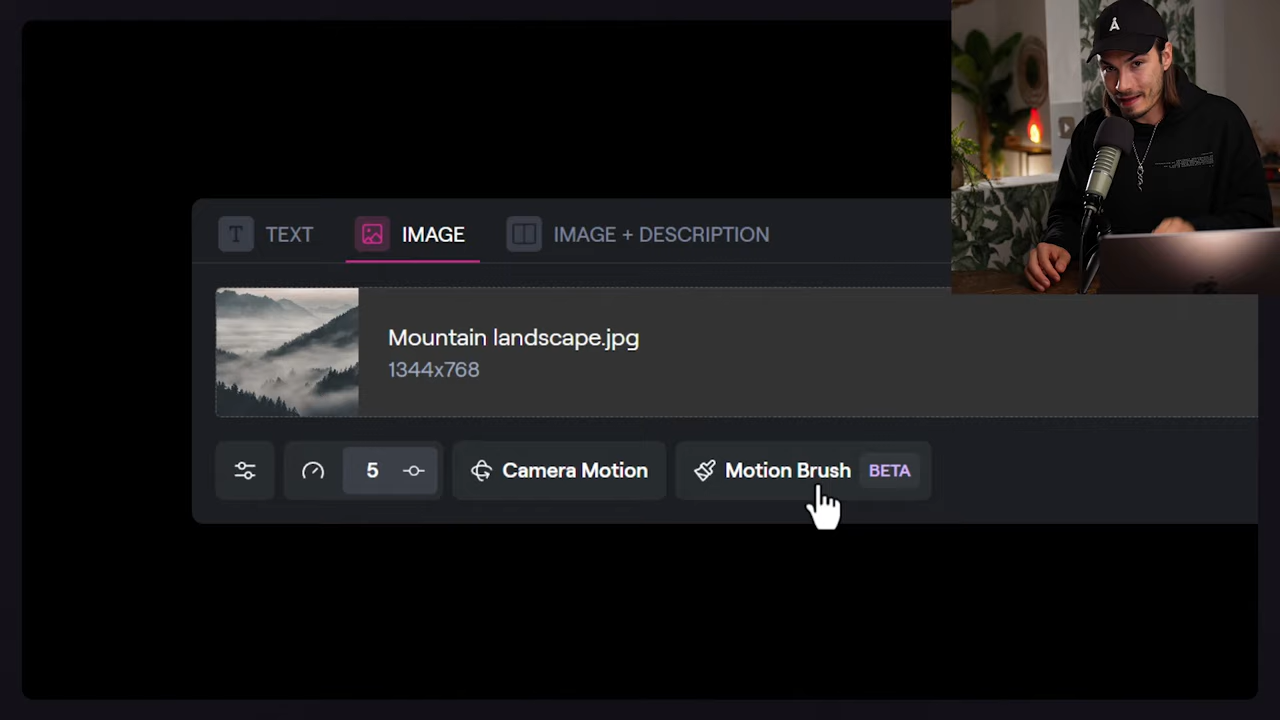 TEXT
IMAGE
IMAGE + DESCRIPTION
Mountain landscape.jpg
1344x768
5
Camera Motion
Motion Brush
BETA